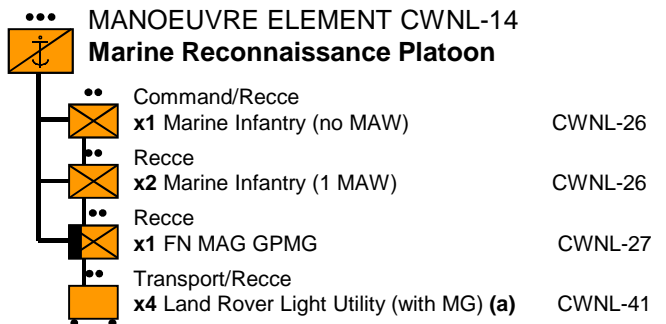 MANOEUVRE ELEMENT CWNL-14
Marine Reconnaissance Platoon
Command/Recce
x1 Marine Infantry (no MAW) CWNL-26
Recce
x2 Marine Infantry (1 MAW) CWNL-26
Recce
x1 FN MAG GPMG CWNL-27
Transport/Recce
x4 Land Rover Light Utility (with MG) (a) CWNL-41